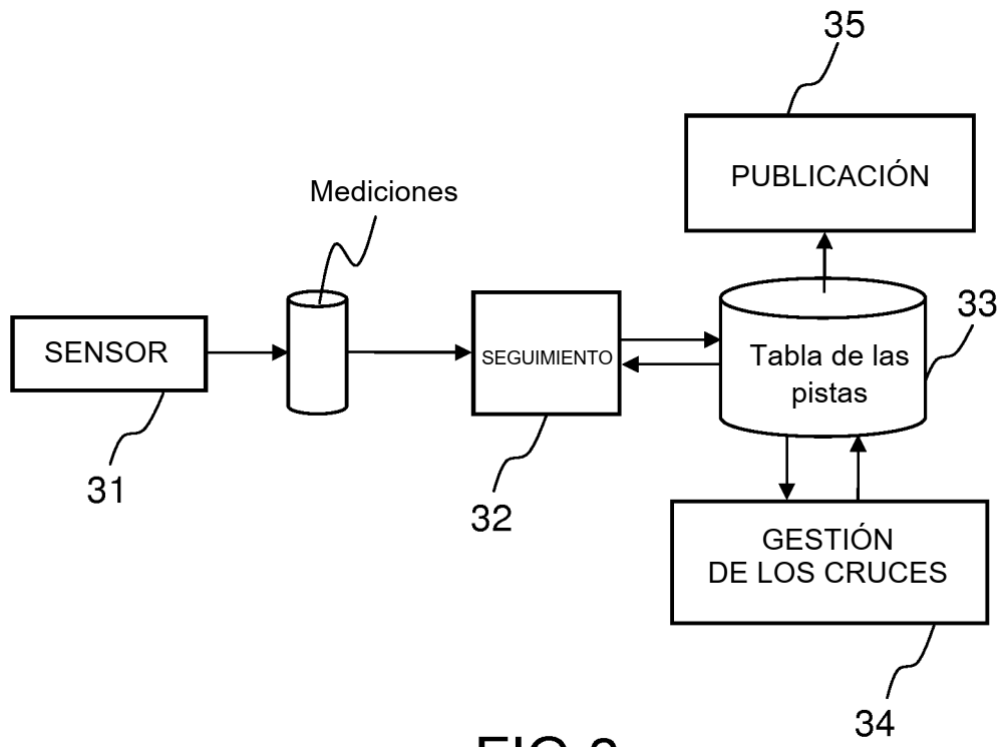 35
PUBLICACIÓN
Mediciones
33
SENSOR
SEGUIMIENTO
Tabla de las
pistas
31
32
GESTIÓN
DE LOS CRUCES
34